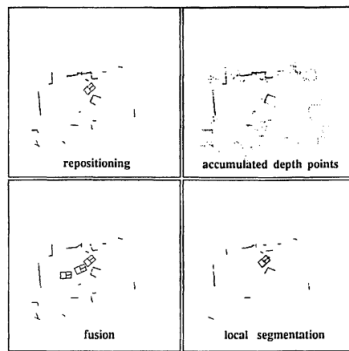 repositioning
accumulated depth points
fusion
local segmentation